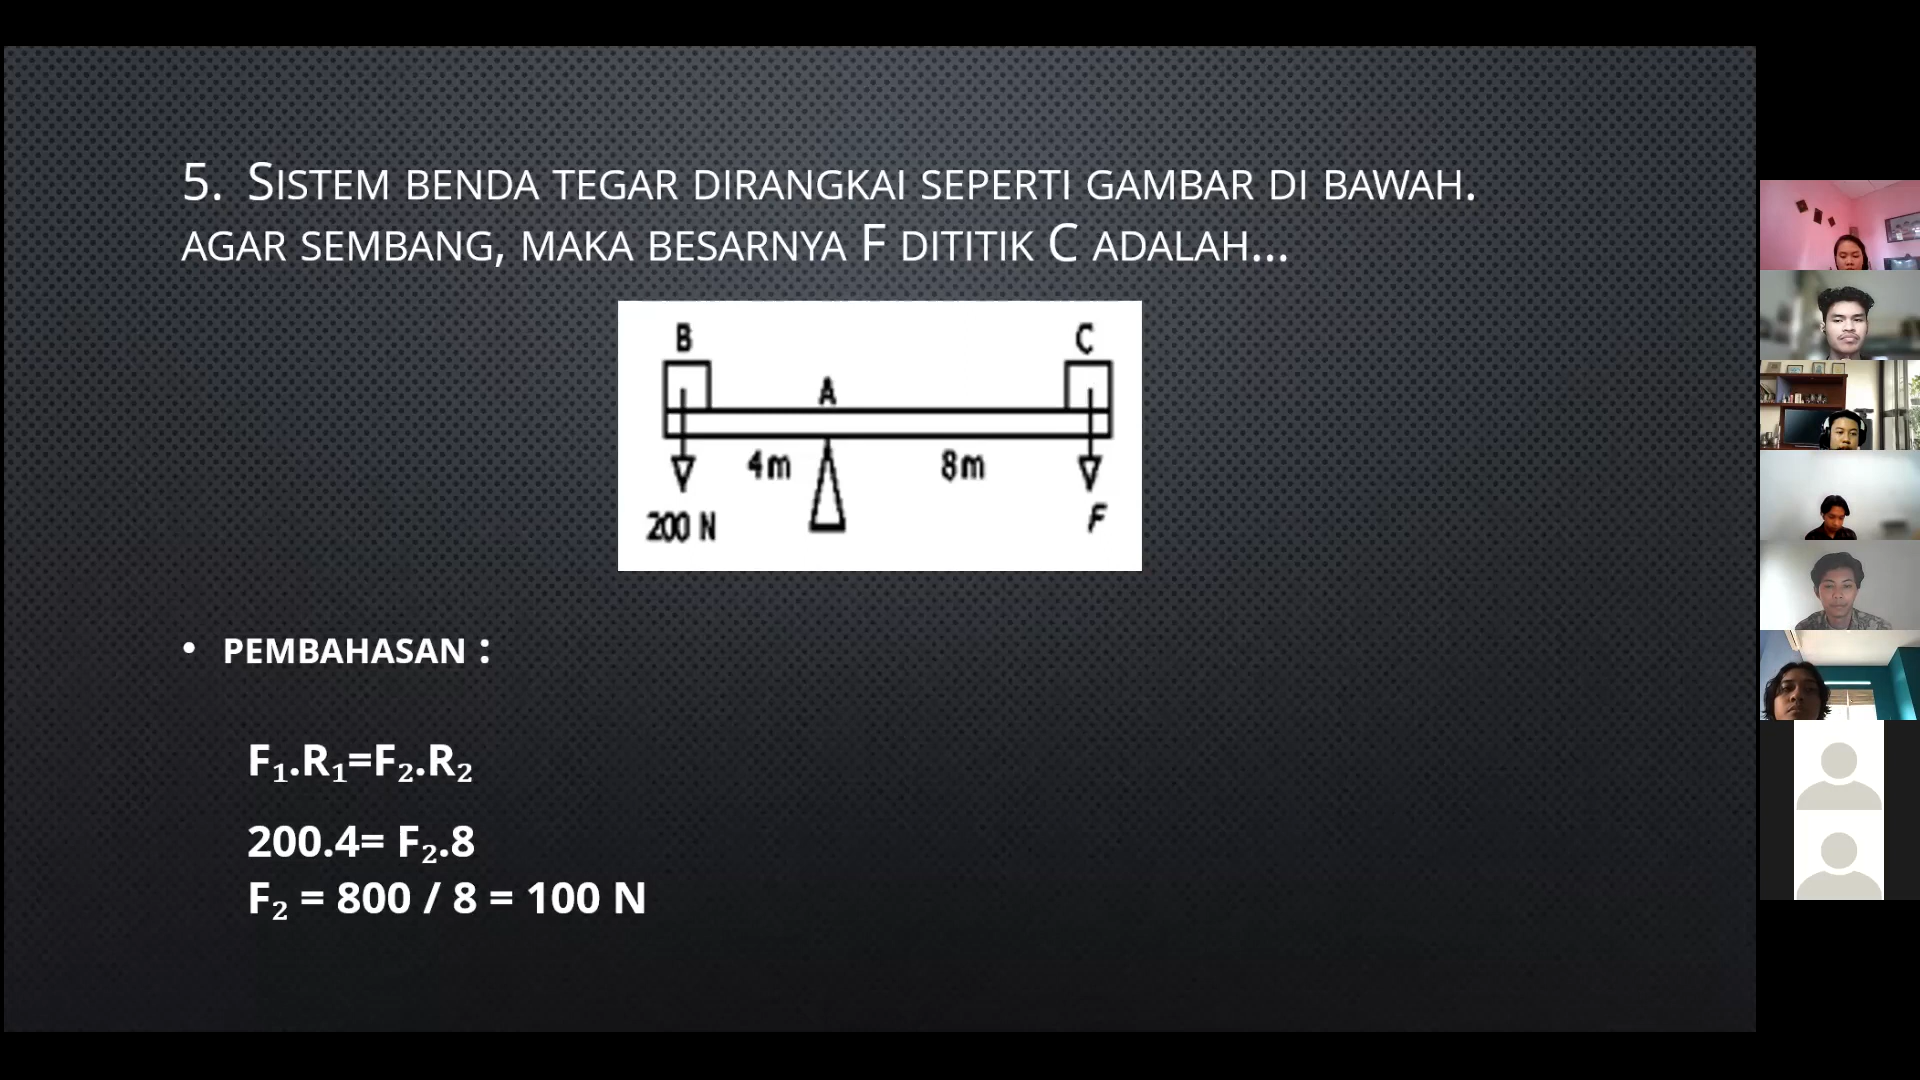 5. Sistem benda tegar dirangkai seperti gambar di bawah.
agar sembang, maka besarnya F dititik C adalah...
B
C
A
4m
8m
200 N
F
• pembahasan :
F₁.R₁=F₂.R₂
200.4= F₂.8
F₂ = 800 / 8 = 100 N